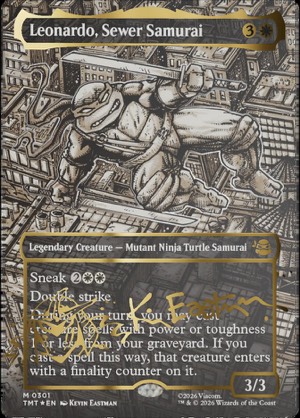 Leonardo, Sewer Samurai 3
Legendary Creature — Mutant Ninja Turtle Samurai
Sneak 2
Double strike
During your turn, you may cast
creature spells with power or toughness
1 or less from your graveyard. If you
cast a spell this way, that creature enters
with a finality counter on it.
Eastman
3/3
M 0301
TMT★EN KEVIN EASTMAN
©2026 Viacom.
™ & © 2026 Wizards of the Coast